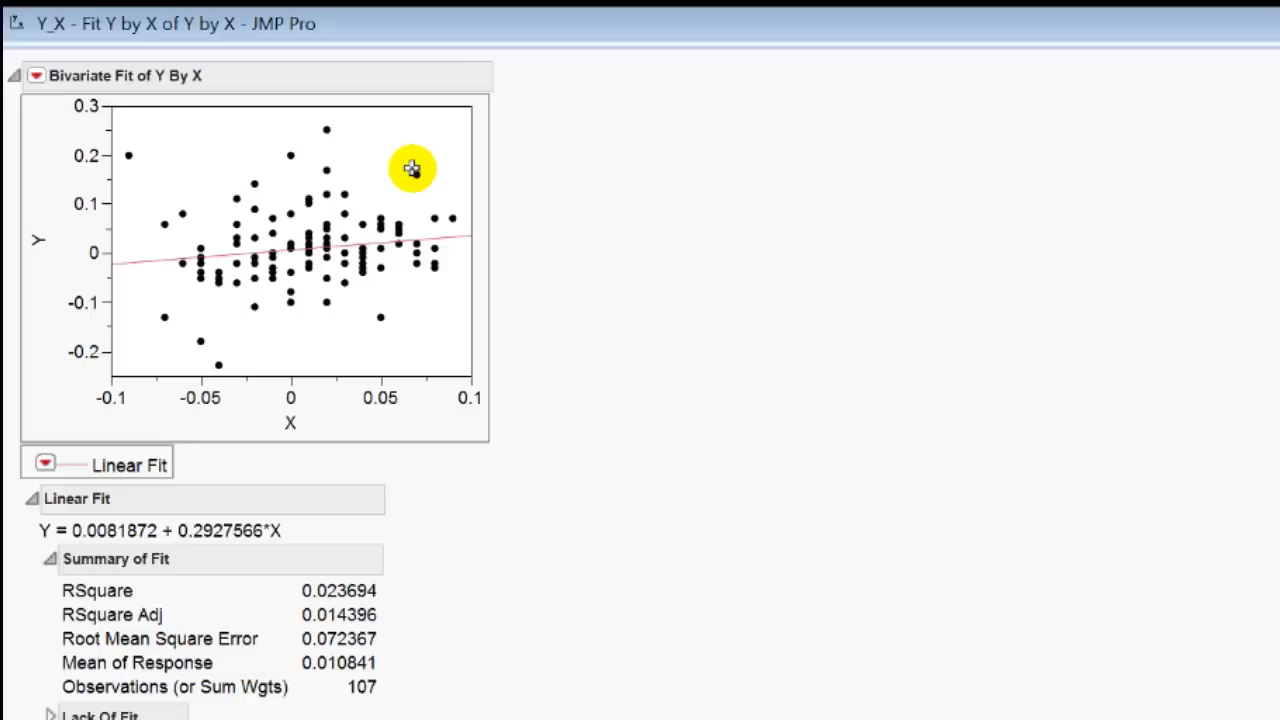 Y_X - Fit Y by X of Y by X - JMP Pro
Bivariate Fit of Y By X
0.3
0.2
0.1
0
-0.1
-0.2
Y
-0.1 -0.05 0 0.05 0.1
X
Linear Fit
Linear Fit
Y = 0.0081872 + 0.2927566*X
Summary of Fit
RSquare 0.023694
RSquare Adj 0.014396
Root Mean Square Error 0.072367
Mean of Response 0.010841
Observations (or Sum Wgts) 107
Lack Of Fit